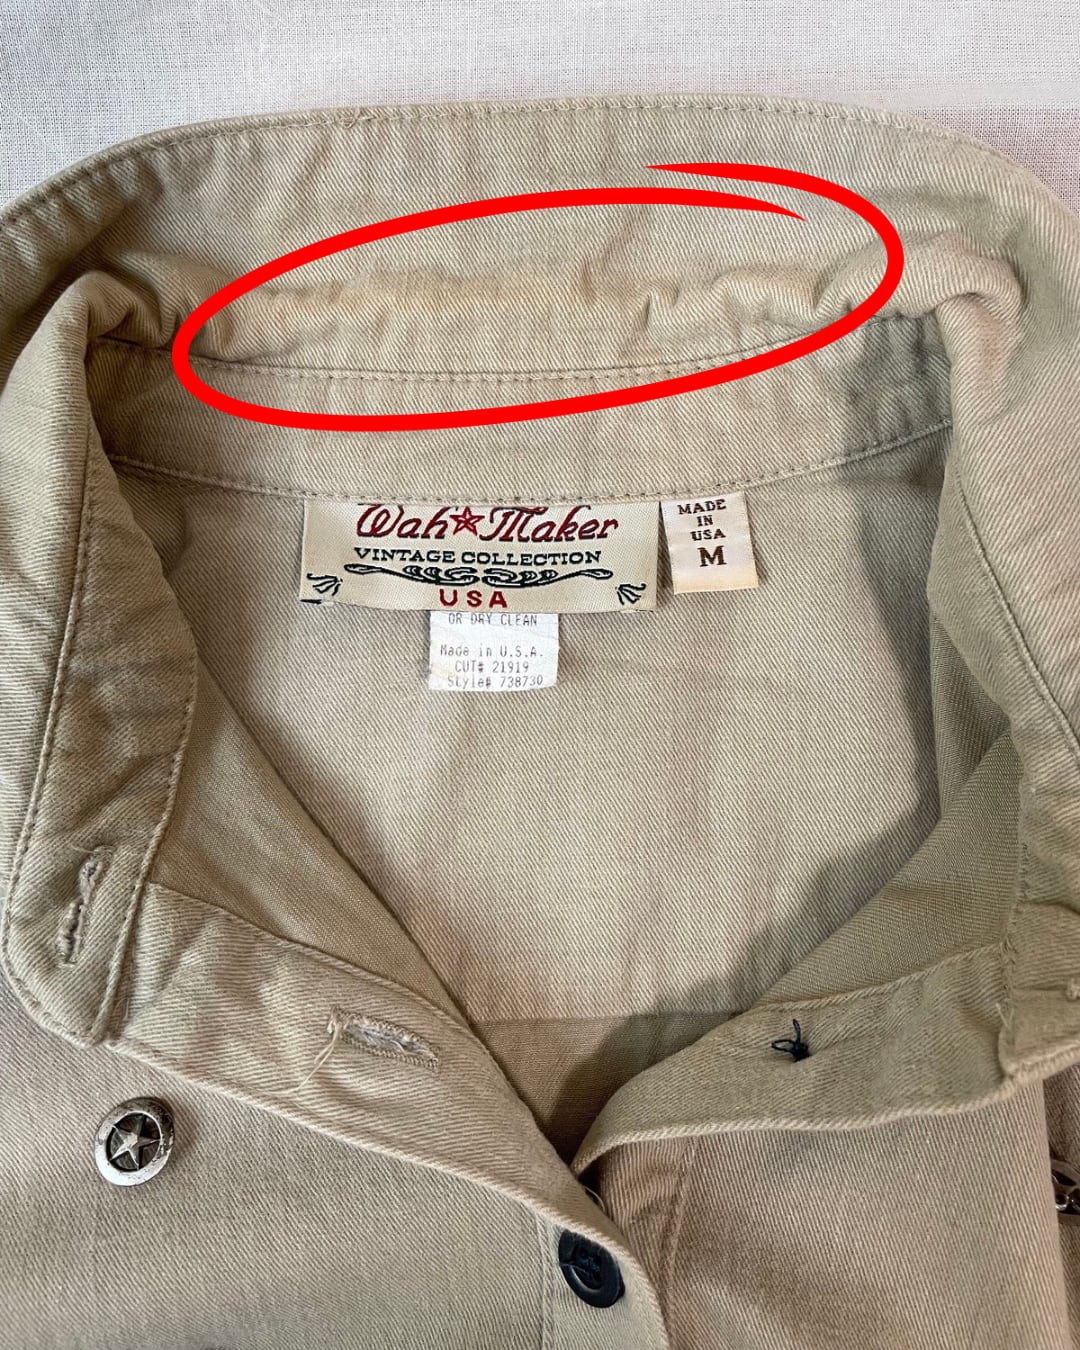 Wah Maker
VINTAGE COLLECTION
USA
MADE
IN
USA
M
OR DRY CLEAN
Made in U.S.A.
CUT# 21919
Style# 738730